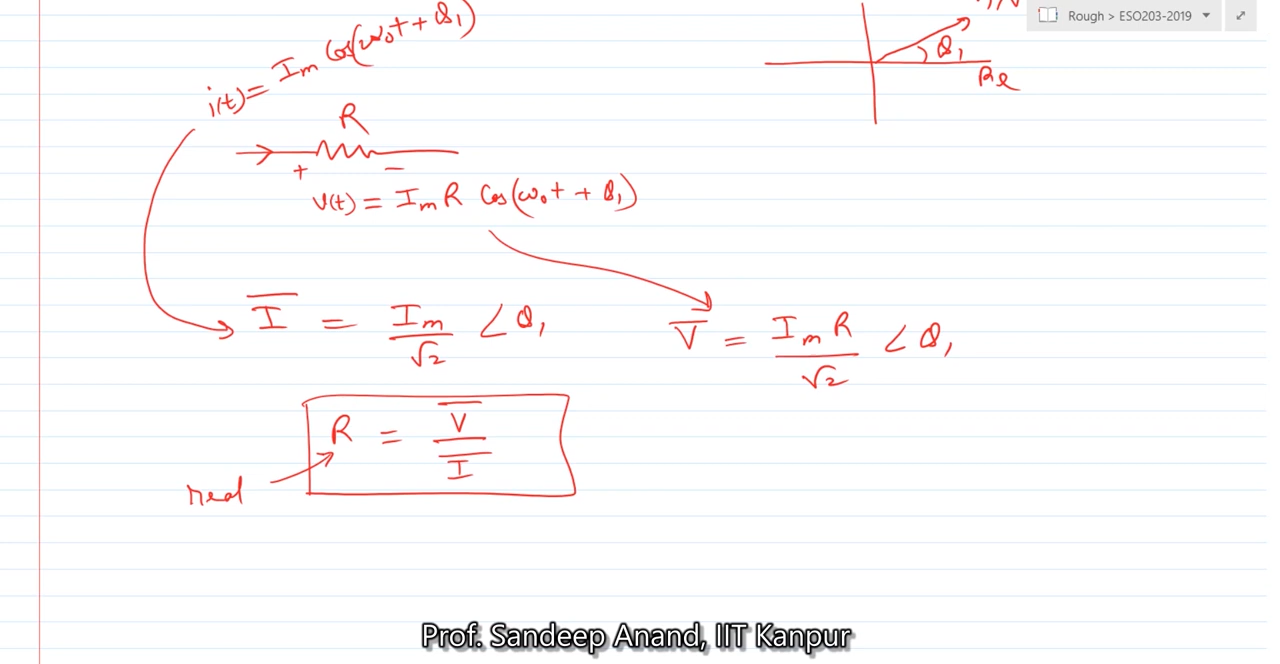 Rough > ESO203-2019
i(t) = Im Cos(ω₀t + θ₁)
θ₁
Re
R
+ −
V(t) = Im R Cos(ω₀t + θ₁)
I̅ = Im/√2 ∠θ₁
V̅ = Im R/√2 ∠θ₁
R = V̅/I̅
real
Prof. Sandeep Anand, IIT Kanpur